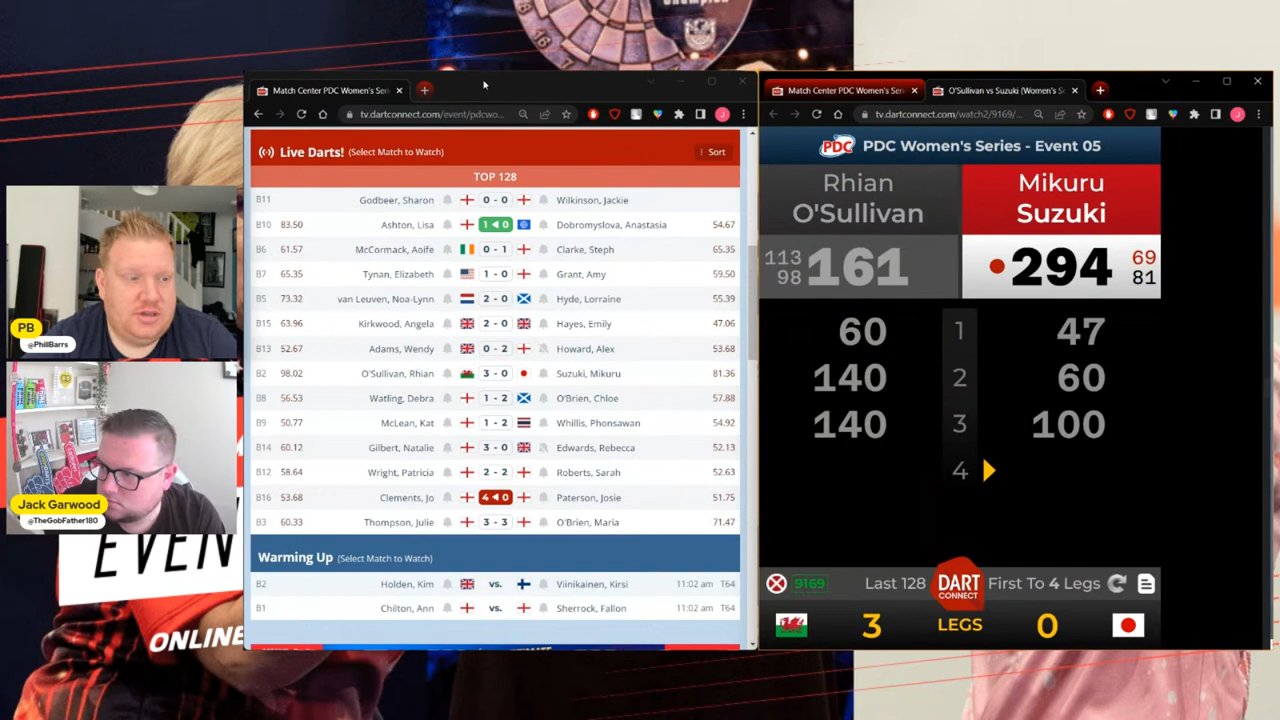 Champion
PB
@PhillBarrs
Jack Garwood
@TheGobFather180
EVEN
ONLINE
Match Center PDC Women's Ser
tv.dartconnect.com/event/pdcwo...
J
Live Darts! (Select Match to Watch)
Sort
TOP 128
B11 Godbeer, Sharon 0 - 0 Wilkinson, Jackie
B10 83.50 Ashton, Lisa 1 ◀ 0 Dobromyslova, Anastasia 54.67
B6 61.57 McCormack, Aoife 0 - 1 Clarke, Steph 65.35
B7 65.35 Tynan, Elizabeth 1 - 0 Grant, Amy 59.50
B5 73.32 van Leuven, Noa-Lynn 2 - 0 Hyde, Lorraine 55.39
B15 63.96 Kirkwood, Angela 2 - 0 Hayes, Emily 47.06
B13 52.67 Adams, Wendy 0 - 2 Howard, Alex 53.68
B2 98.02 O'Sullivan, Rhian 3 - 0 Suzuki, Mikuru 81.36
B8 56.53 Watling, Debra 1 - 2 O'Brien, Chloe 57.88
B9 50.77 McLean, Kat 1 - 2 Whillis, Phonsawan 54.92
B14 60.12 Gilbert, Natalie 3 - 0 Edwards, Rebecca 52.13
B12 58.64 Wright, Patricia 2 - 2 Roberts, Sarah 52.63
B16 53.68 Clements, Jo 4 ◀ 0 Paterson, Josie 51.75
B3 60.33 Thompson, Julie 3 - 3 O'Brien, Maria 71.47
Warming Up (Select Match to Watch)
B2 Holden, Kim vs. Viinikainen, Kirsi 11:02 am T64
B1 Chilton, Ann vs. Sherrock, Fallon 11:02 am T64
Match Center PDC Women's Ser
O'Sullivan vs Suzuki (Women's S
tv.dartconnect.com/watch2/9169/...
J
PDC PDC Women's Series - Event 05
Rhian O'Sullivan
Mikuru Suzuki
113 98 161
294 69 81
60 1 47
140 2 60
140 3 100
4
9169 Last 128 DART CONNECT First To 4 Legs
3 LEGS 0